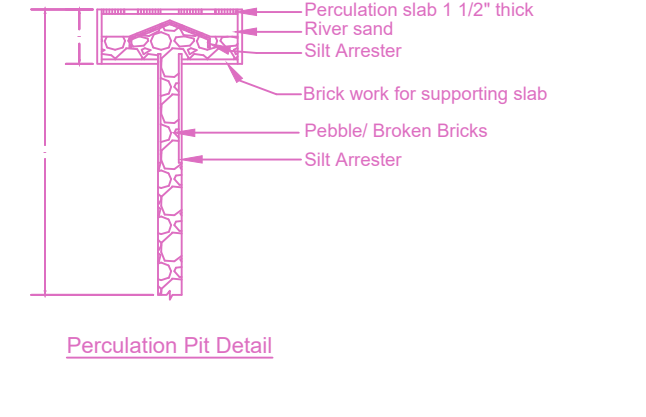 Perculation slab 1 1/2" thick
River sand
Silt Arrester
Brick work for supporting slab
Pebble/ Broken Bricks
Silt Arrester
Perculation Pit Detail